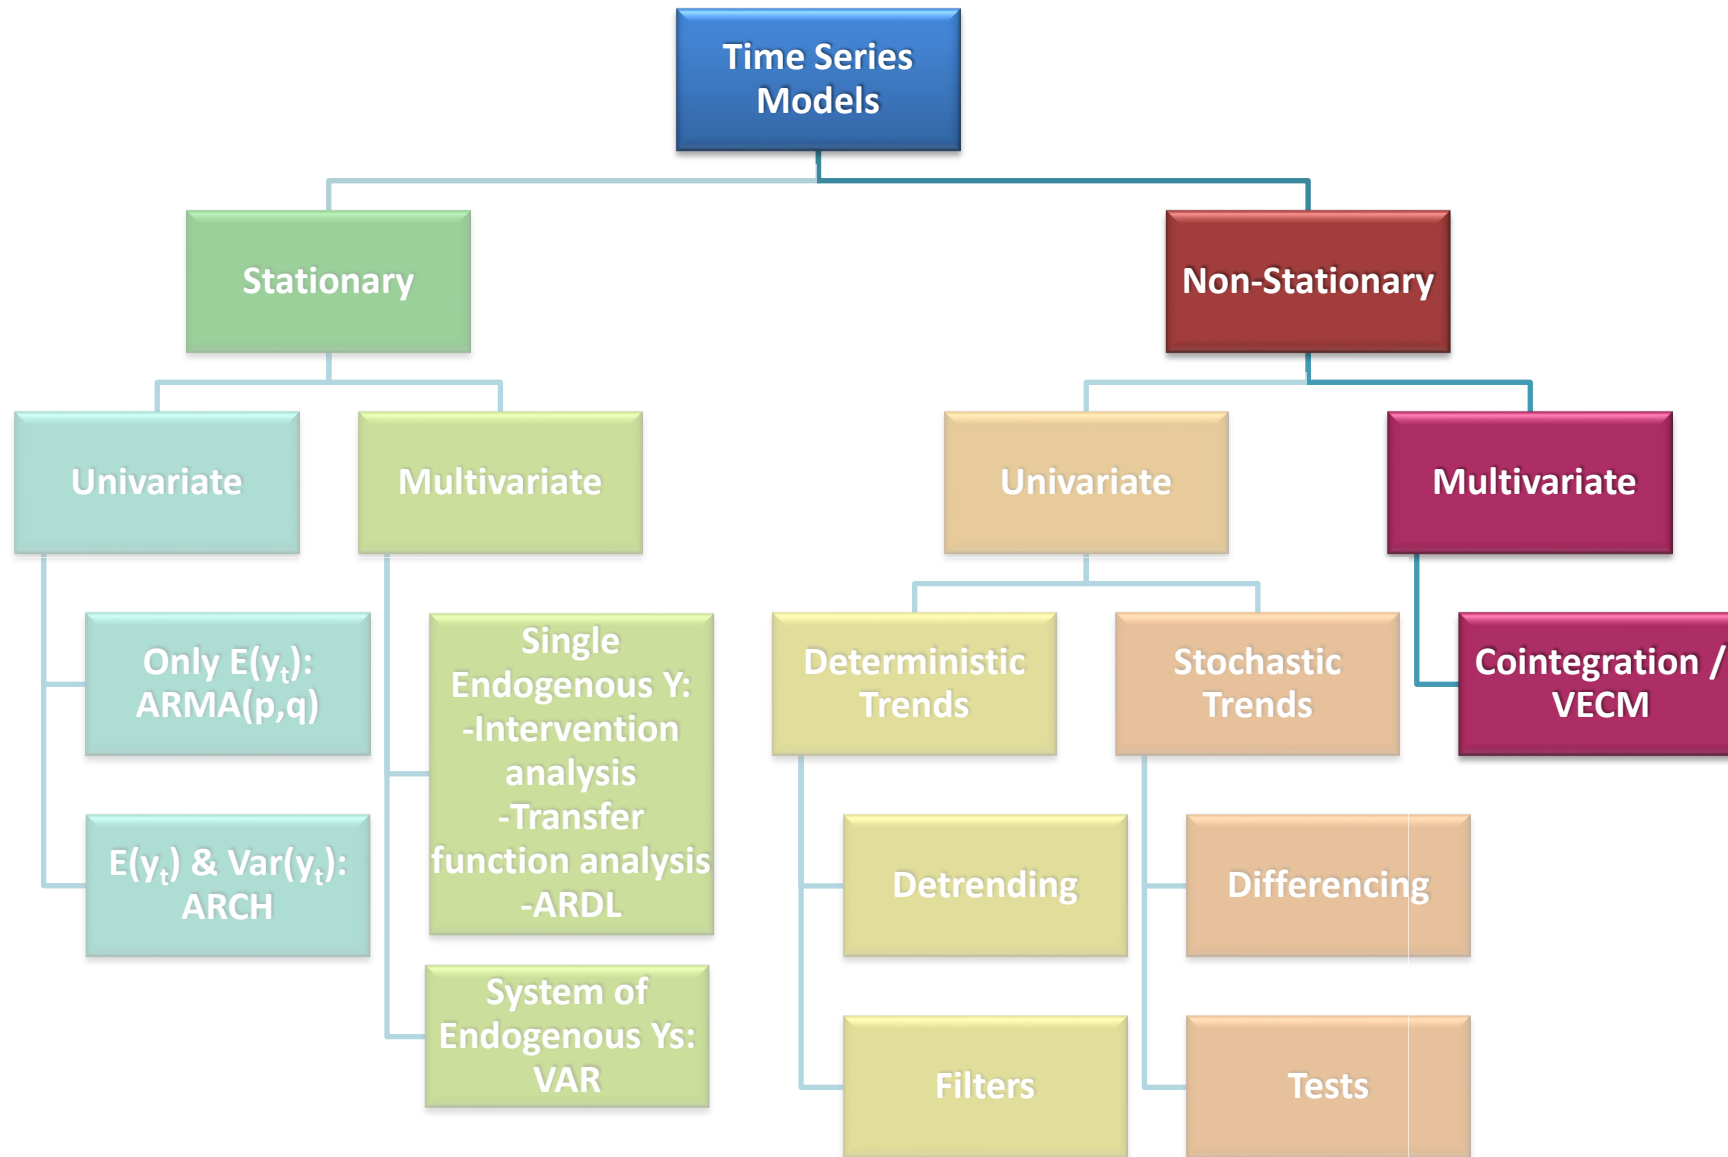 Time Series
Models
Stationary
Non-Stationary
Univariate
Multivariate
Univariate
Multivariate
Only E(yₜ):
ARMA(p,q)
Single
Endogenous Y:
-Intervention
analysis
-Transfer
function analysis
-ARDL
Deterministic
Trends
Stochastic
Trends
Cointegration /
VECM
E(yₜ) & Var(yₜ):
ARCH
Detrending
Differencing
System of
Endogenous Ys:
VAR
Filters
Tests